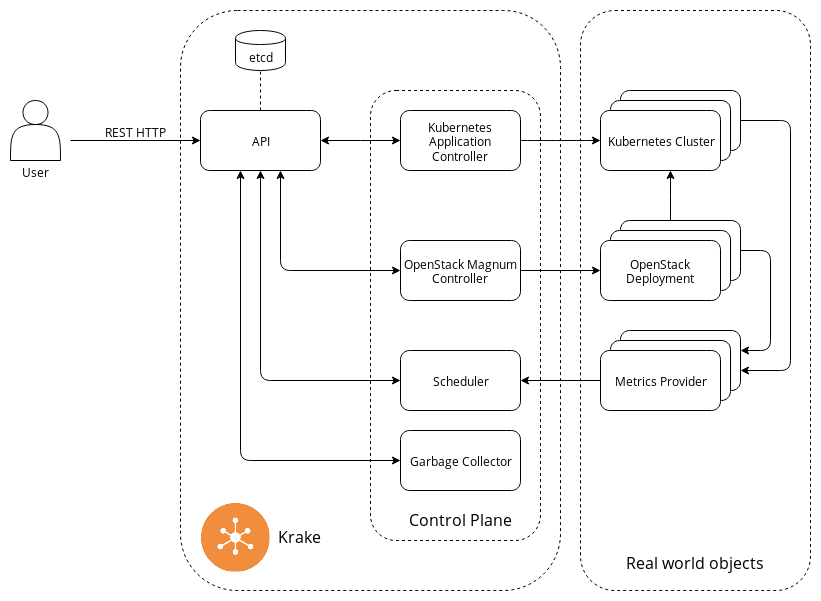 etcd
REST HTTP
User
API
Kubernetes
Application
Controller
Kubernetes Cluster
OpenStack Magnum
Controller
OpenStack
Deployment
Scheduler
Metrics Provider
Garbage Collector
Control Plane
Krake
Real world objects